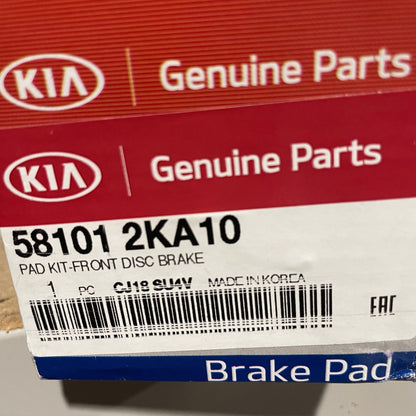 KIA Genuine Parts
KIA Genuine Parts
58101 2KA10
PAD KIT-FRONT DISC BRAKE
1 PC CJ18 SU4V MADE IN KOREA
EAC
Brake Pad